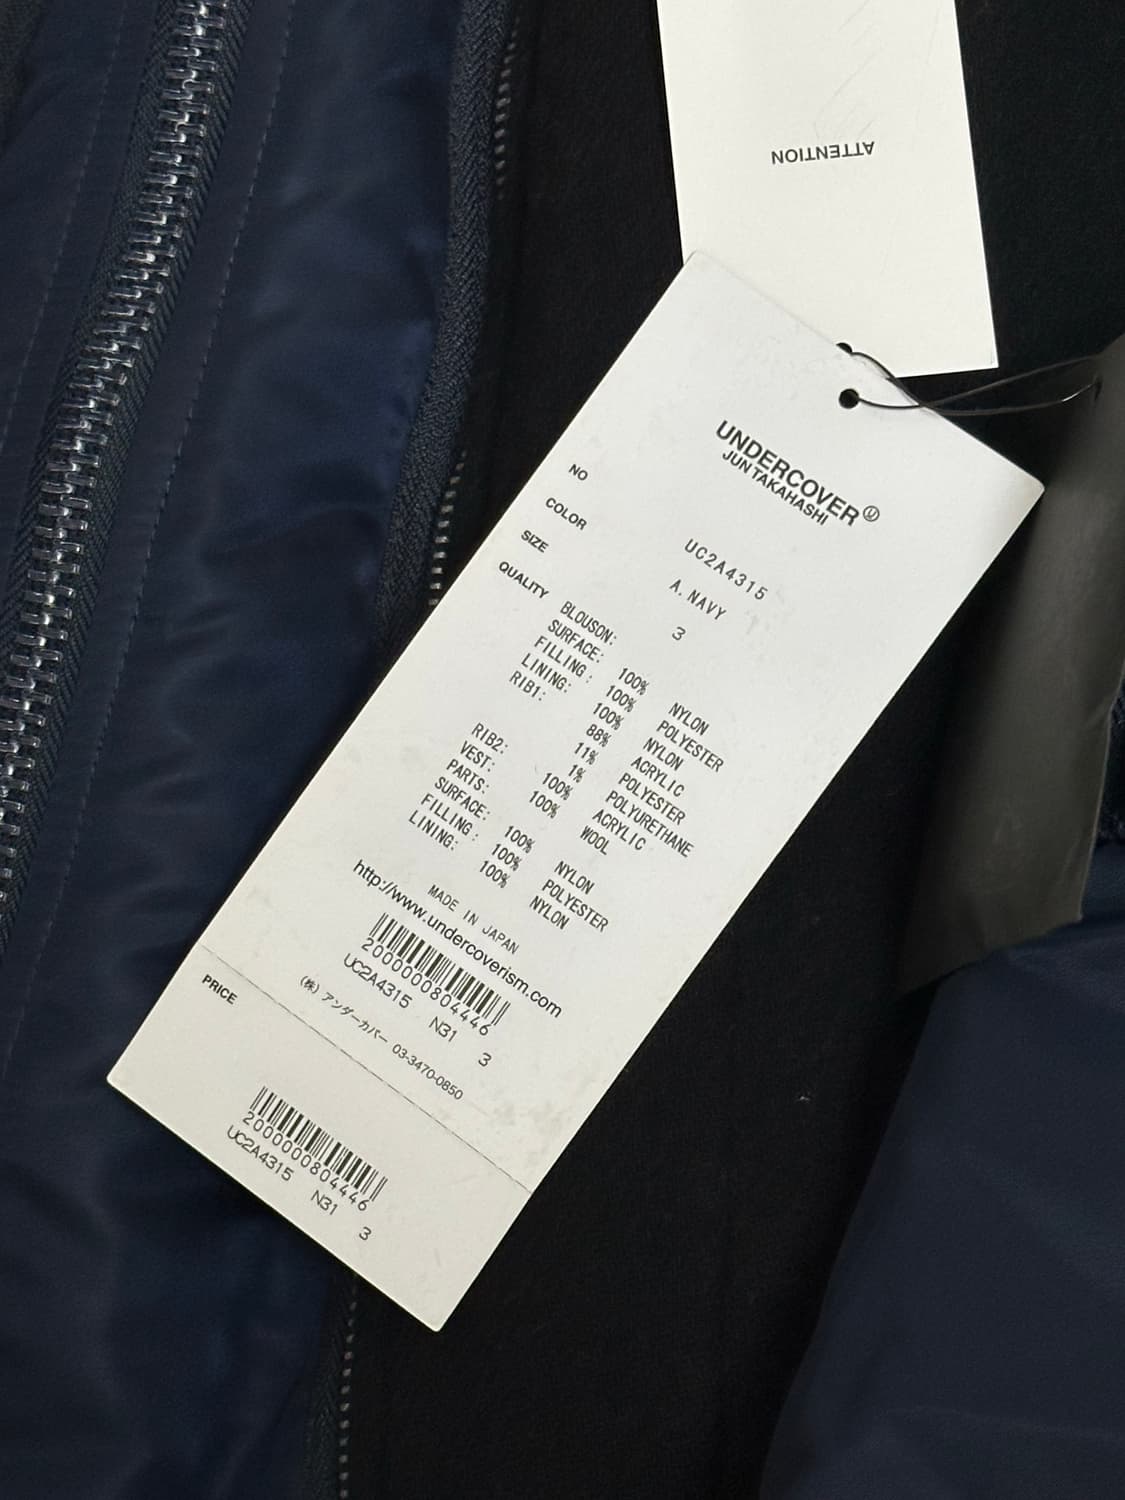 ATTENTION
UNDERCOVER
JUN TAKAHASHI
NO UC2A4315
COLOR A. NAVY
SIZE 3
QUALITY
BLOUSON:
SURFACE: 100% NYLON
FILLING: 100% POLYESTER
LINING: 100% NYLON
RIB1: 88% ACRYLIC
11% POLYESTER
1% POLYURETHANE
RIB2: 100% ACRYLIC
VEST: 100% WOOL
PARTS:
SURFACE: 100% NYLON
FILLING: 100% POLYESTER
LINING: 100% NYLON
MADE IN JAPAN
http://www.undercoverism.com
2000000804446
UC2A4315 N31 3
(株) アンダーカバー 03-3470-0850
PRICE
2000000804446
UC2A4315 N31 3